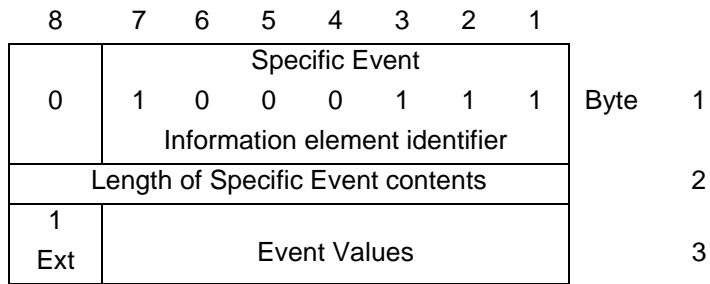 8 7 6 5 4 3 2 1
Specific Event
0 1 0 0 0 1 1 1 Byte 1
Information element identifier
Length of Specific Event contents 2
1
Ext Event Values 3